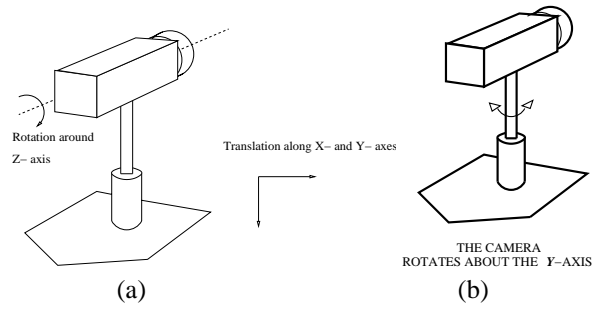 Rotation around
Z– axis
Translation along X– and Y– axes
THE CAMERA
ROTATES ABOUT THE Y–AXIS
(a)
(b)